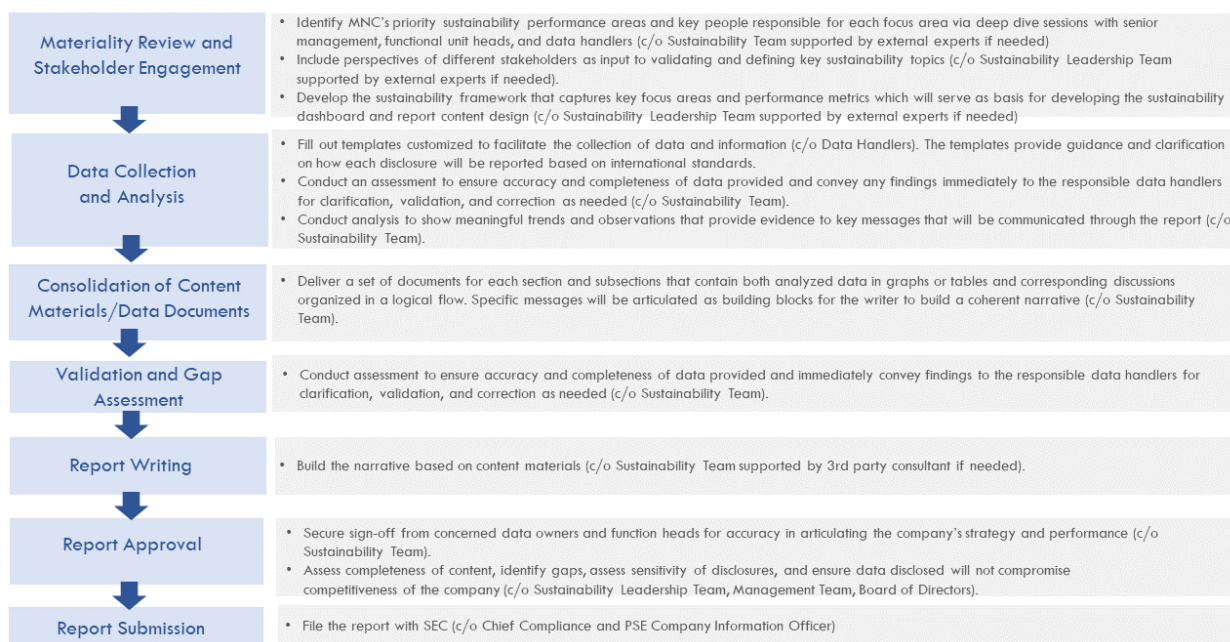 Materiality Review and
Stakeholder Engagement
• Identify MNC's priority sustainability performance areas and key people responsible for each focus area via deep dive sessions with senior
management, functional unit heads, and data handlers (c/o Sustainability Team supported by external experts if needed)
• Include perspectives of different stakeholders as input to validating and defining key sustainability topics (c/o Sustainability Leadership Team
supported by external experts if needed).
• Develop the sustainability framework that captures key focus areas and performance metrics which will serve as basis for developing the sustainability
dashboard and report content design (c/o Sustainability Leadership Team supported by external experts if needed)
Data Collection
and Analysis
• Fill out templates customized to facilitate the collection of data and information (c/o Data Handlers). The templates provide guidance and clarification
on how each disclosure will be reported based on international standards.
• Conduct an assessment to ensure accuracy and completeness of data provided and convey any findings immediately to the responsible data handlers
for clarification, validation, and correction as needed (c/o Sustainability Team).
• Conduct analysis to show meaningful trends and observations that provide evidence to key messages that will be communicated through the report (c/o
Sustainability Team).
Consolidation of Content
Materials/Data Documents
• Deliver a set of documents for each section and subsections that contain both analyzed data in graphs or tables and corresponding discussions
organized in a logical flow. Specific messages will be articulated as building blocks for the writer to build a coherent narrative (c/o Sustainability
Team).
Validation and Gap
Assessment
• Conduct assessment to ensure accuracy and completeness of data provided and immediately convey findings to the responsible data handlers for
clarification, validation, and correction as needed (c/o Sustainability Team).
Report Writing
• Build the narrative based on content materials (c/o Sustainability Team supported by 3rd party consultant if needed).
Report Approval
• Secure sign-off from concerned data owners and function heads for accuracy in articulating the company's strategy and performance (c/o
Sustainability Team).
• Assess completeness of content, identify gaps, assess sensitivity of disclosures, and ensure data disclosed will not compromise
competitiveness of the company (c/o Sustainability Leadership Team, Management Team, Board of Directors).
Report Submission
• File the report with SEC (c/o Chief Compliance and PSE Company Information Officer)